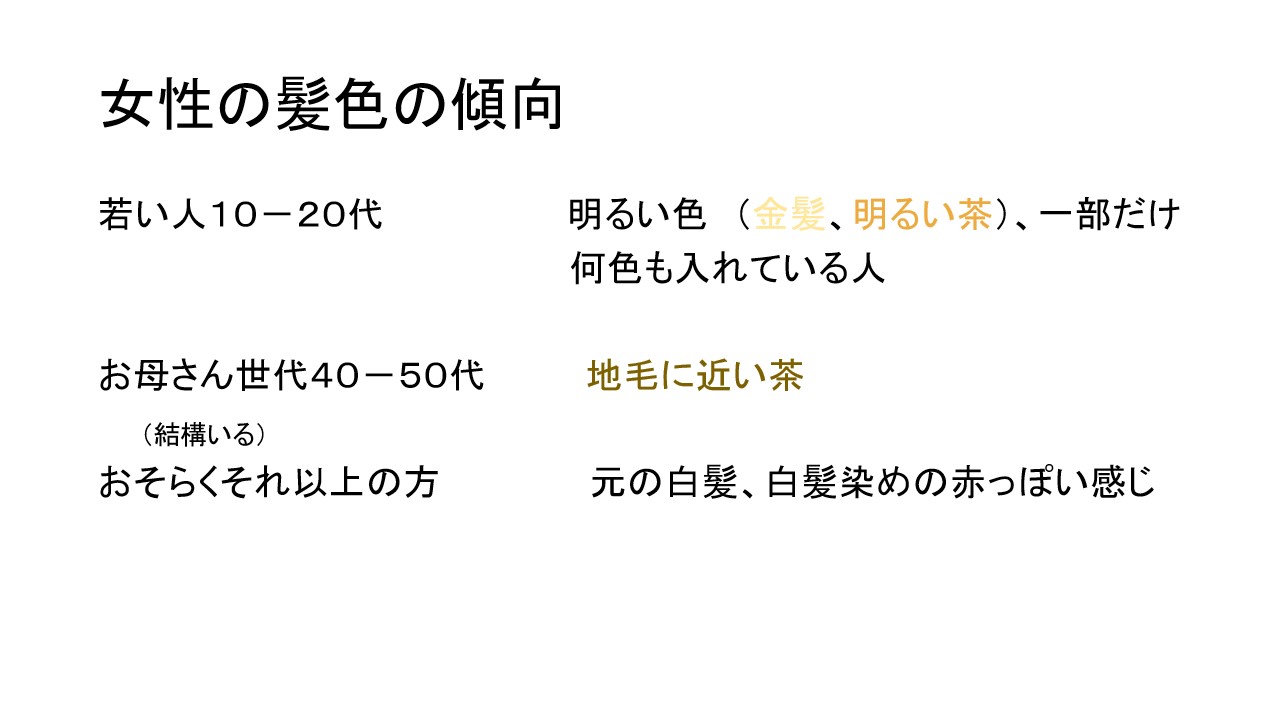 女性の髪色の傾向
若い人１０－２０代　明るい色　（金髪、明るい茶）、一部だけ
何色も入れている人
お母さん世代４０－５０代　地毛に近い茶
（結構いる）
おそらくそれ以上の方　元の白髪、白髪染めの赤っぽい感じ